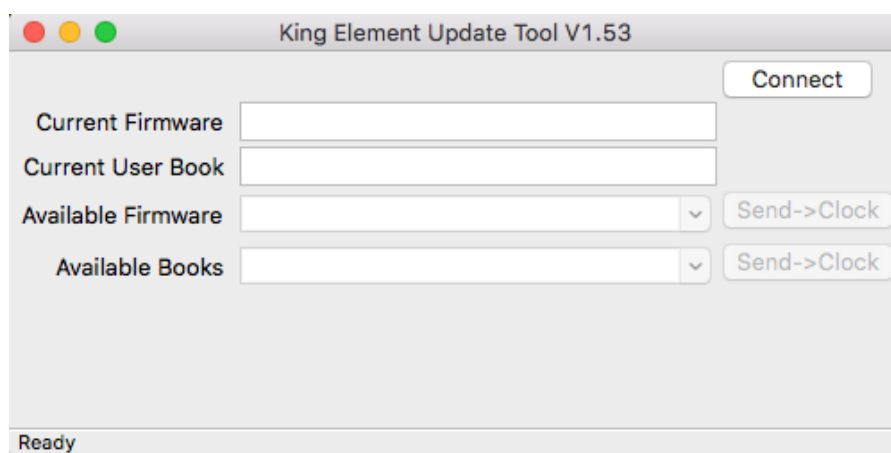 King Element Update Tool V1.53
Connect
Current Firmware
Current User Book
Available Firmware Send->Clock
Available Books Send->Clock
Ready